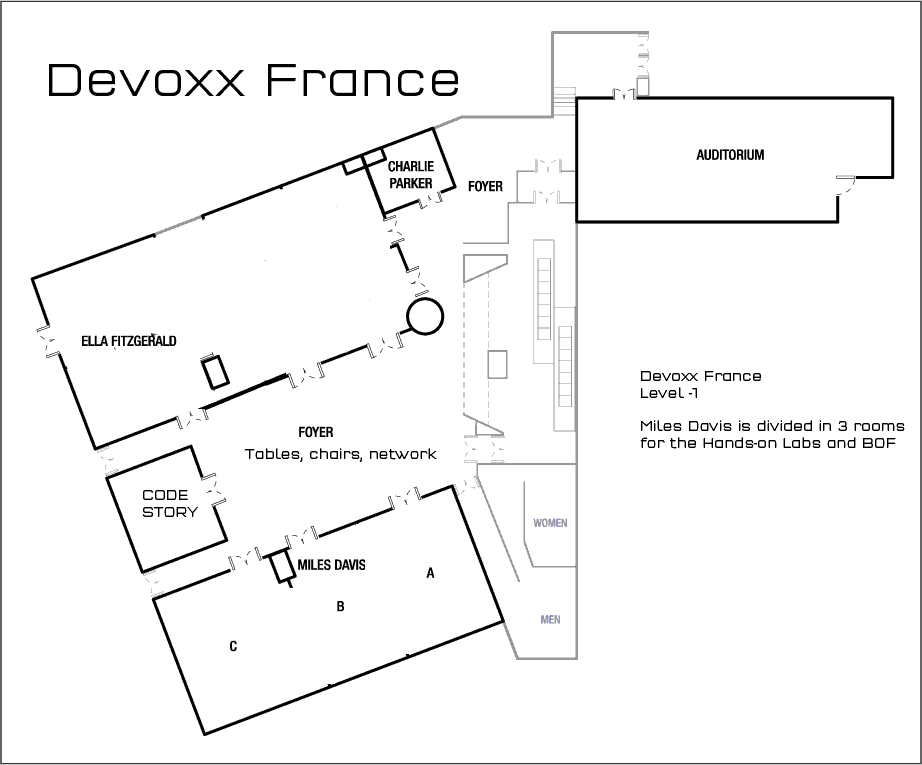 Devoxx France
AUDITORIUM
CHARLIE
PARKER
FOYER
ELLA FITZGERALD
Devoxx France
Level -1
Miles Davis is divided in 3 rooms
for the Hands-on Labs and BOF
FOYER
Tables, chairs, network
CODE
STORY
WOMEN
MILES DAVIS
A
B
MEN
C